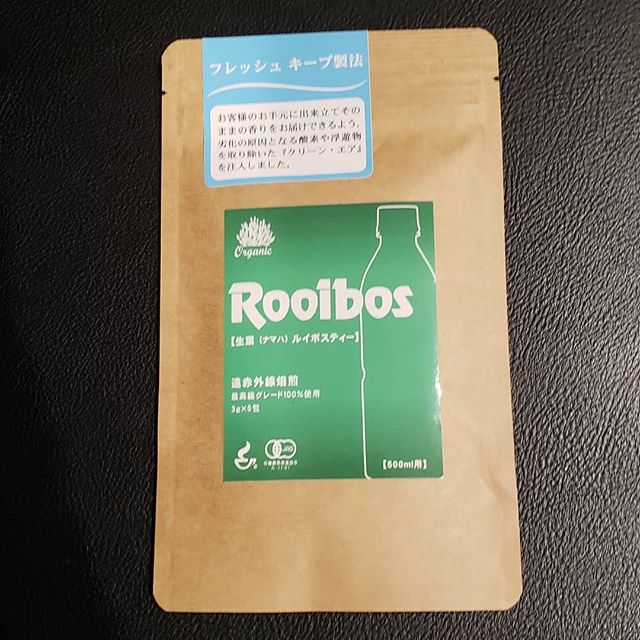 フレッシュ キープ製法
お客様のお手元に出来立てその
ままの香りをお届けできるよう、
劣化の原因となる酸素や浮遊物
を取り除いた『クリーン・エア』
を注入しました。
Organic
Rooibos
【生葉（ナマハ）ルイボスティー】
遠赤外線焙煎
最高級グレード100%使用
3g×5包
JAS
【500ml用】